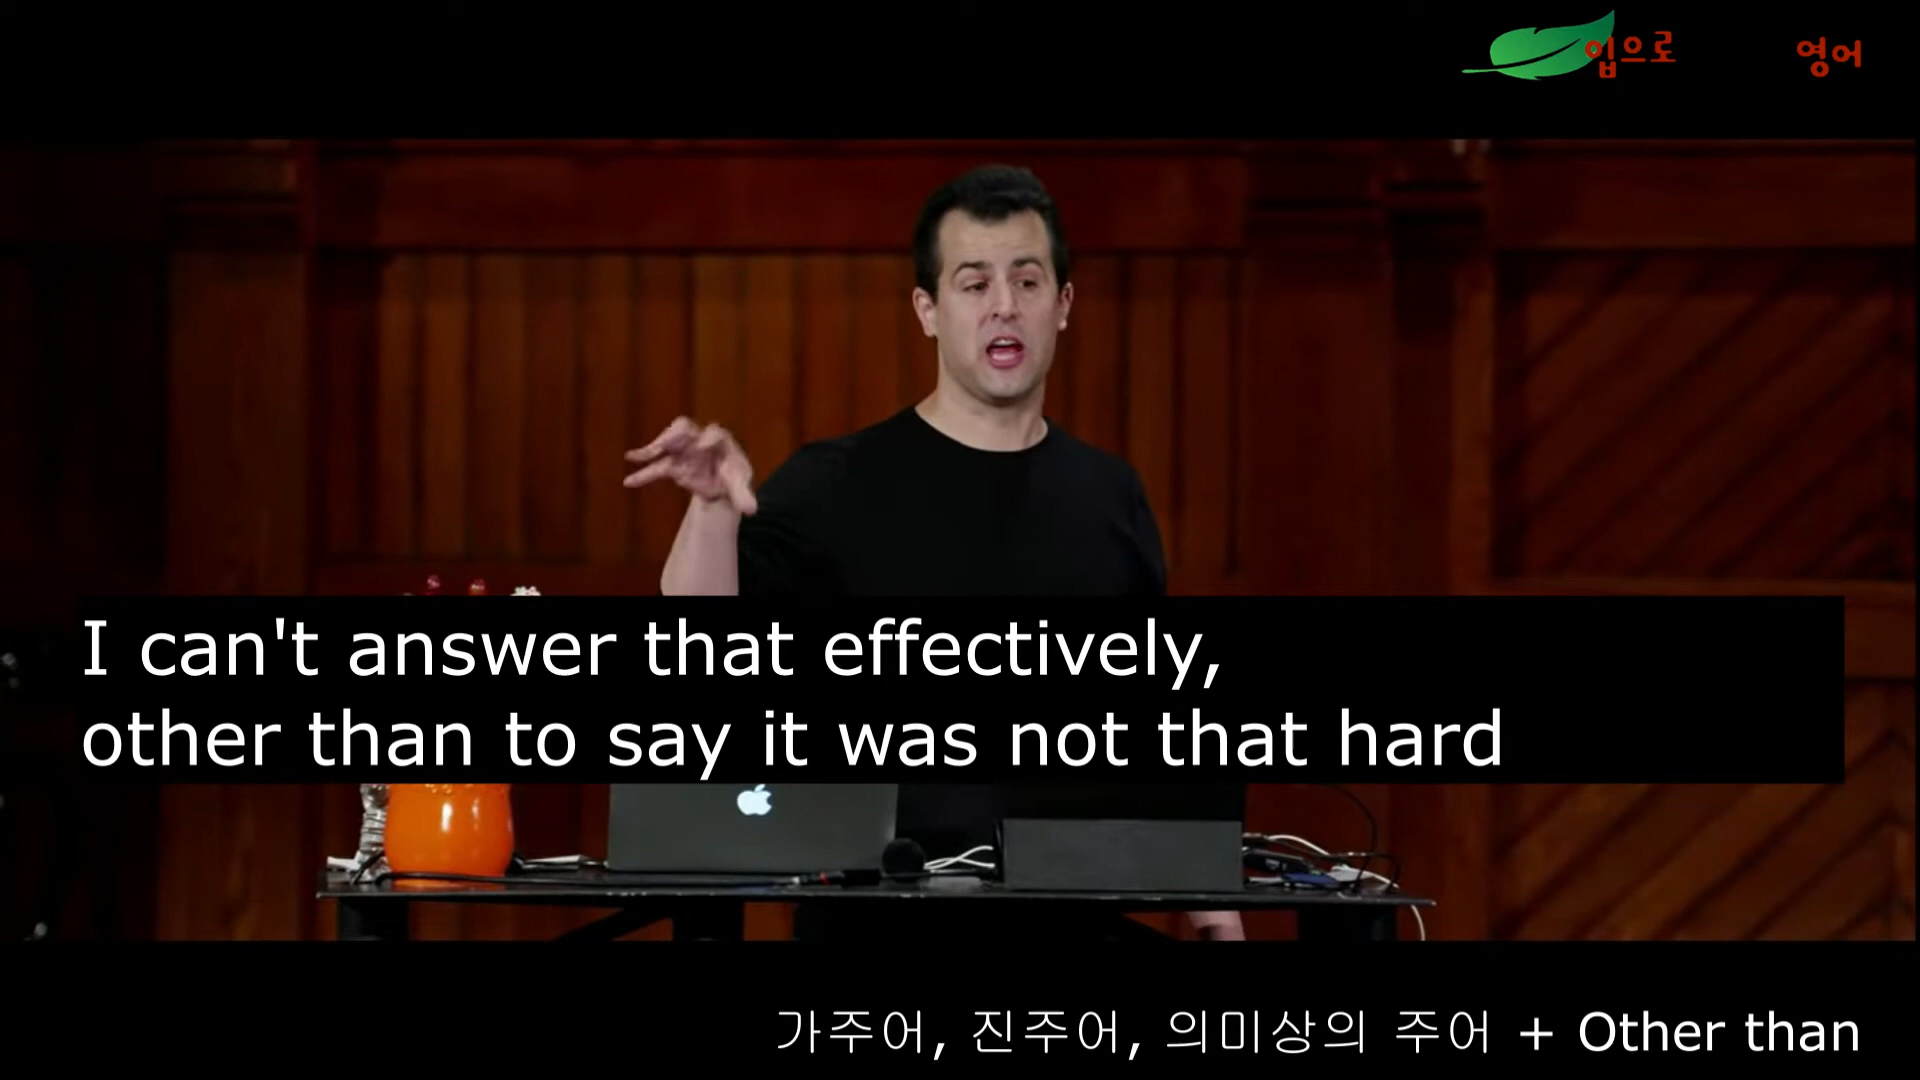 입으로 영어
I can't answer that effectively,
other than to say it was not that hard
가주어, 진주어, 의미상의 주어 + Other than